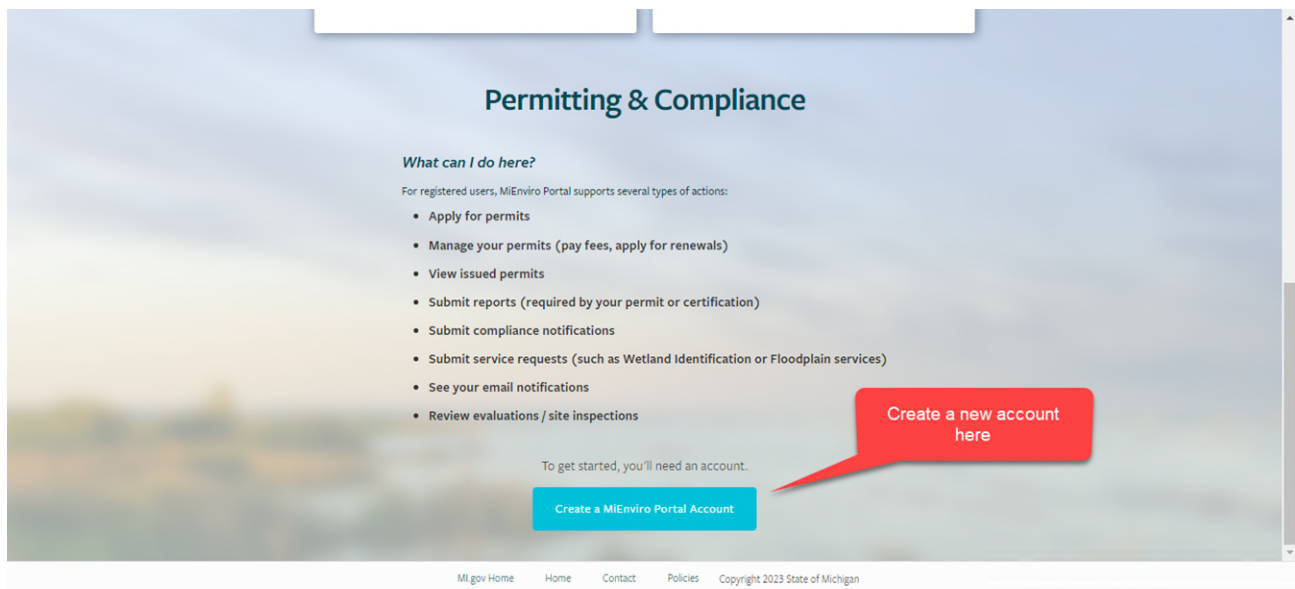 Permitting & Compliance
What can I do here?
For registered users, MiEnviro Portal supports several types of actions:
• Apply for permits
• Manage your permits (pay fees, apply for renewals)
• View issued permits
• Submit reports (required by your permit or certification)
• Submit compliance notifications
• Submit service requests (such as Wetland Identification or Floodplain services)
• See your email notifications
• Review evaluations / site inspections
Create a new account
here
To get started, you'll need an account.
Create a MiEnviro Portal Account
MI.gov Home Home Contact Policies Copyright 2023 State of Michigan